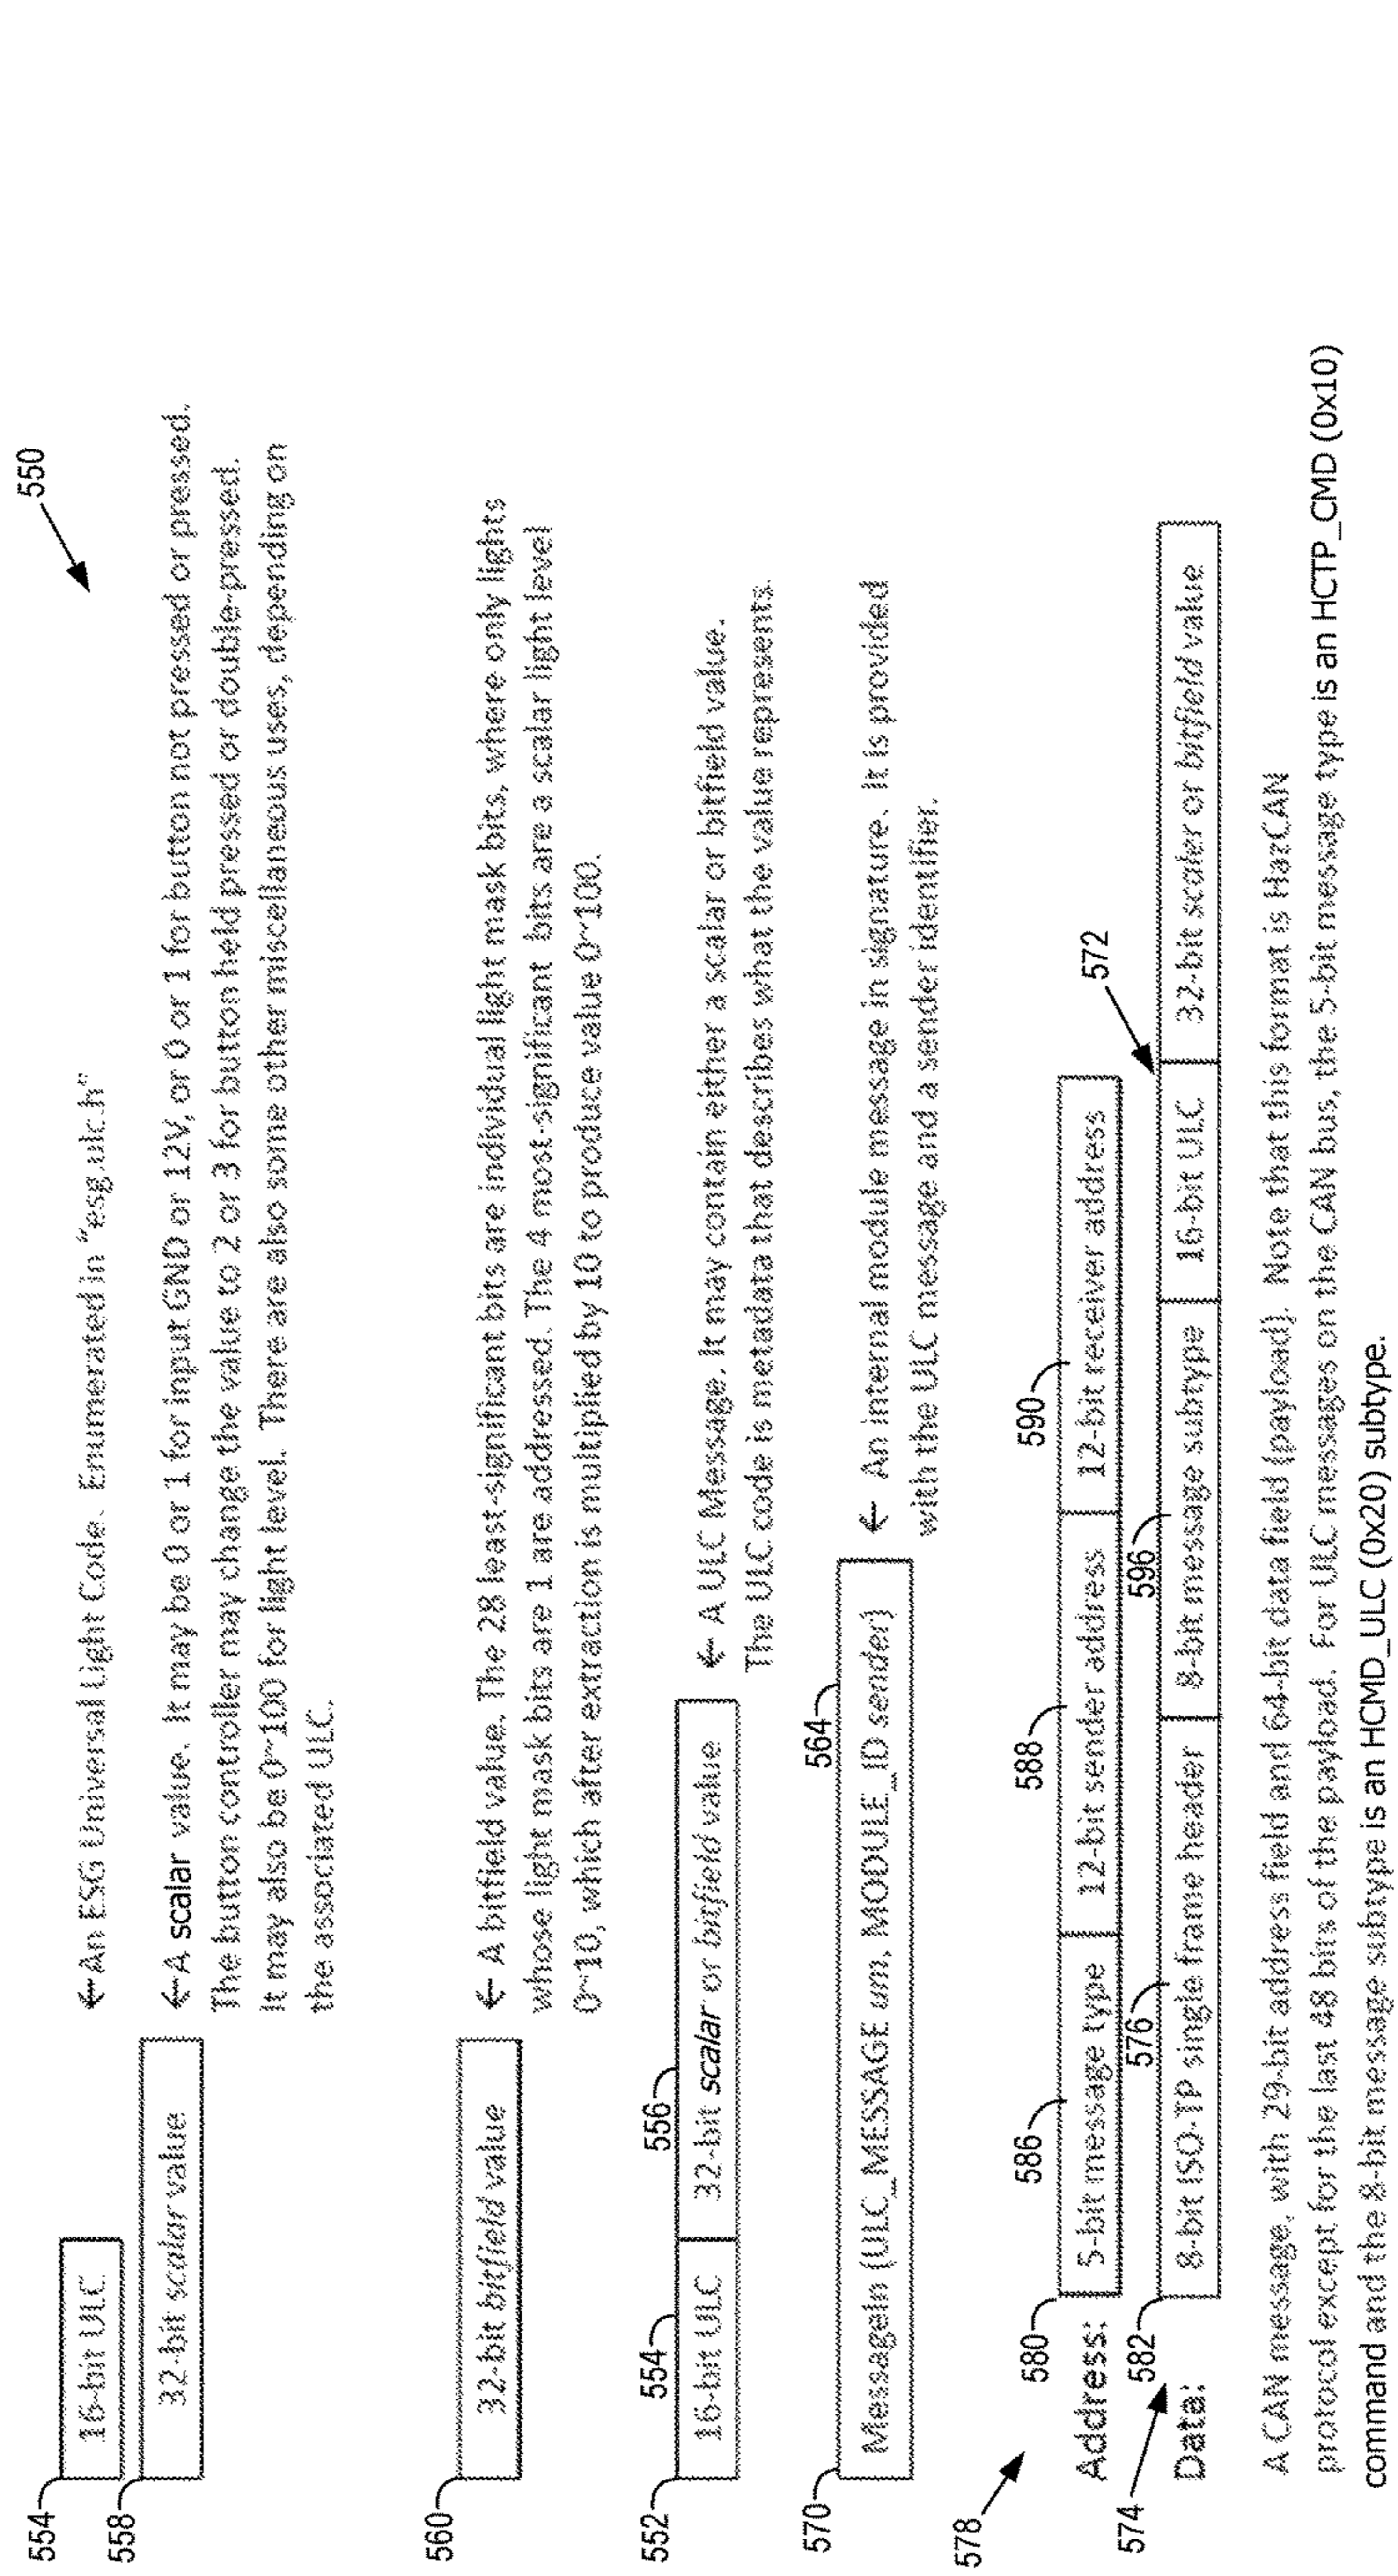 550
554
16-bit ULC
←An ESG Universal Light Code. Enumerated in "esg.ulc.h"
558
32-bit scalar value
←A scalar value. It may be 0 or 1 for input GND or 12V, or 0 or 1 for button not pressed or pressed.
The button controller may change the value to 2 or 3 for button held pressed or double-pressed.
It may also be 0~100 for light level. There are also some other miscellaneous uses, depending on
the associated ULC.
560
32-bit bitfield value
← A bitfield value. The 28 least-significant bits are individual light mask bits, where only lights
whose light mask bits are 1 are addressed. The 4 most-significant bits are a scalar light level
0~10, which after extraction is multiplied by 10 to produce value 0~100.
552
554
556
16-bit ULC
32-bit scalar or bitfield value
← A ULC Message. It may contain either a scalar or bitfield value.
The ULC code is metadata that describes what the value represents.
570
564
MessageIn (ULC_MESSAGE um, MODULE_ID sender)
← An internal module message in signature. It is provided
with the ULC message and a sender identifier.
578
580
586
588
590
572
Address:
5-bit message type
12-bit sender address
12-bit receiver address
574
582
576
596
Data:
8-bit ISO-TP single frame header
8-bit message subtype
16-bit ULC
32-bit scaler or bitfield value
A CAN message, with 29-bit address field and 64-bit data field (payload). Note that this format is HazCAN
protocol except for the last 48 bits of the payload. For ULC messages on the CAN bus, the 5-bit message type is an HCTP_CMD (0x10)
command and the 8-bit message subtype is an HCMD_ULC (0x20) subtype.